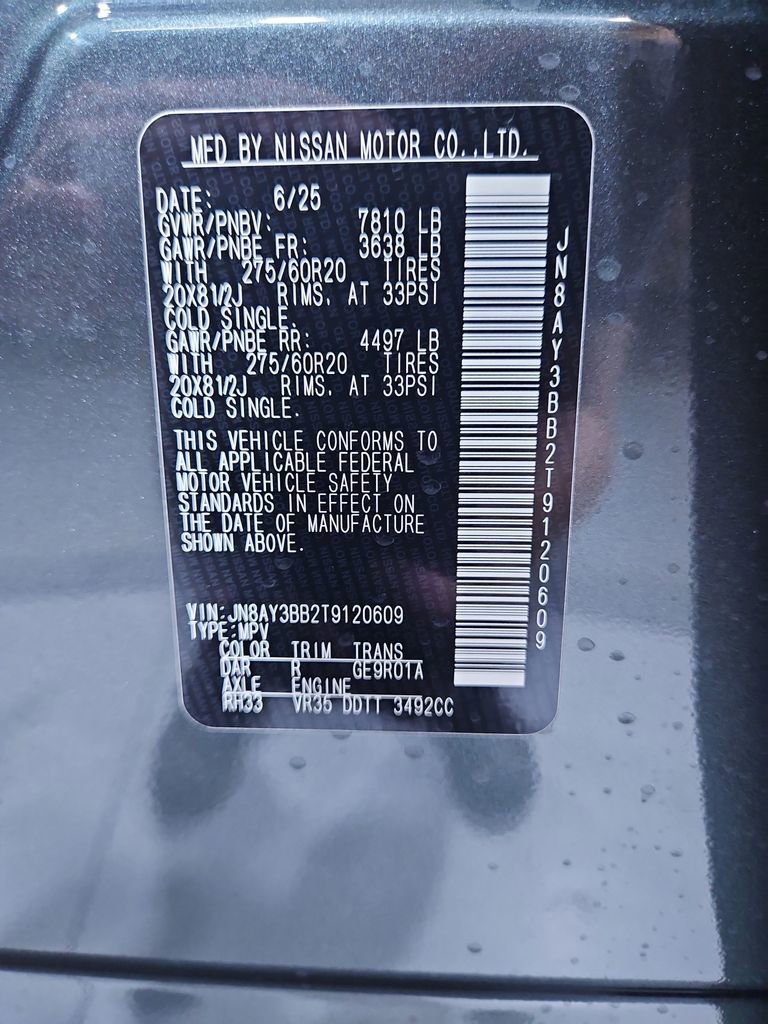 MFD BY NISSAN MOTOR CO.,LTD.
DATE: 6/25
GVWR/PNBV: 7810 LB
GAWR/PNBE FR: 3638 LB
WITH 275/60R20 TIRES
20X81/2J RIMS, AT 33PSI
COLD SINGLE.
GAWR/PNBE RR: 4497 LB
WITH 275/60R20 TIRES
20X81/2J RIMS, AT 33PSI
COLD SINGLE.
THIS VEHICLE CONFORMS TO
ALL APPLICABLE FEDERAL
MOTOR VEHICLE SAFETY
STANDARDS IN EFFECT ON
THE DATE OF MANUFACTURE
SHOWN ABOVE.
VIN:JN8AY3BB2T9120609
TYPE:MPV
COLOR TRIM TRANS
DAR R GE9R01A
AXLE ENGINE
RH33 VR35 DDTT 3492CC
JN8AY3BB2T9120609